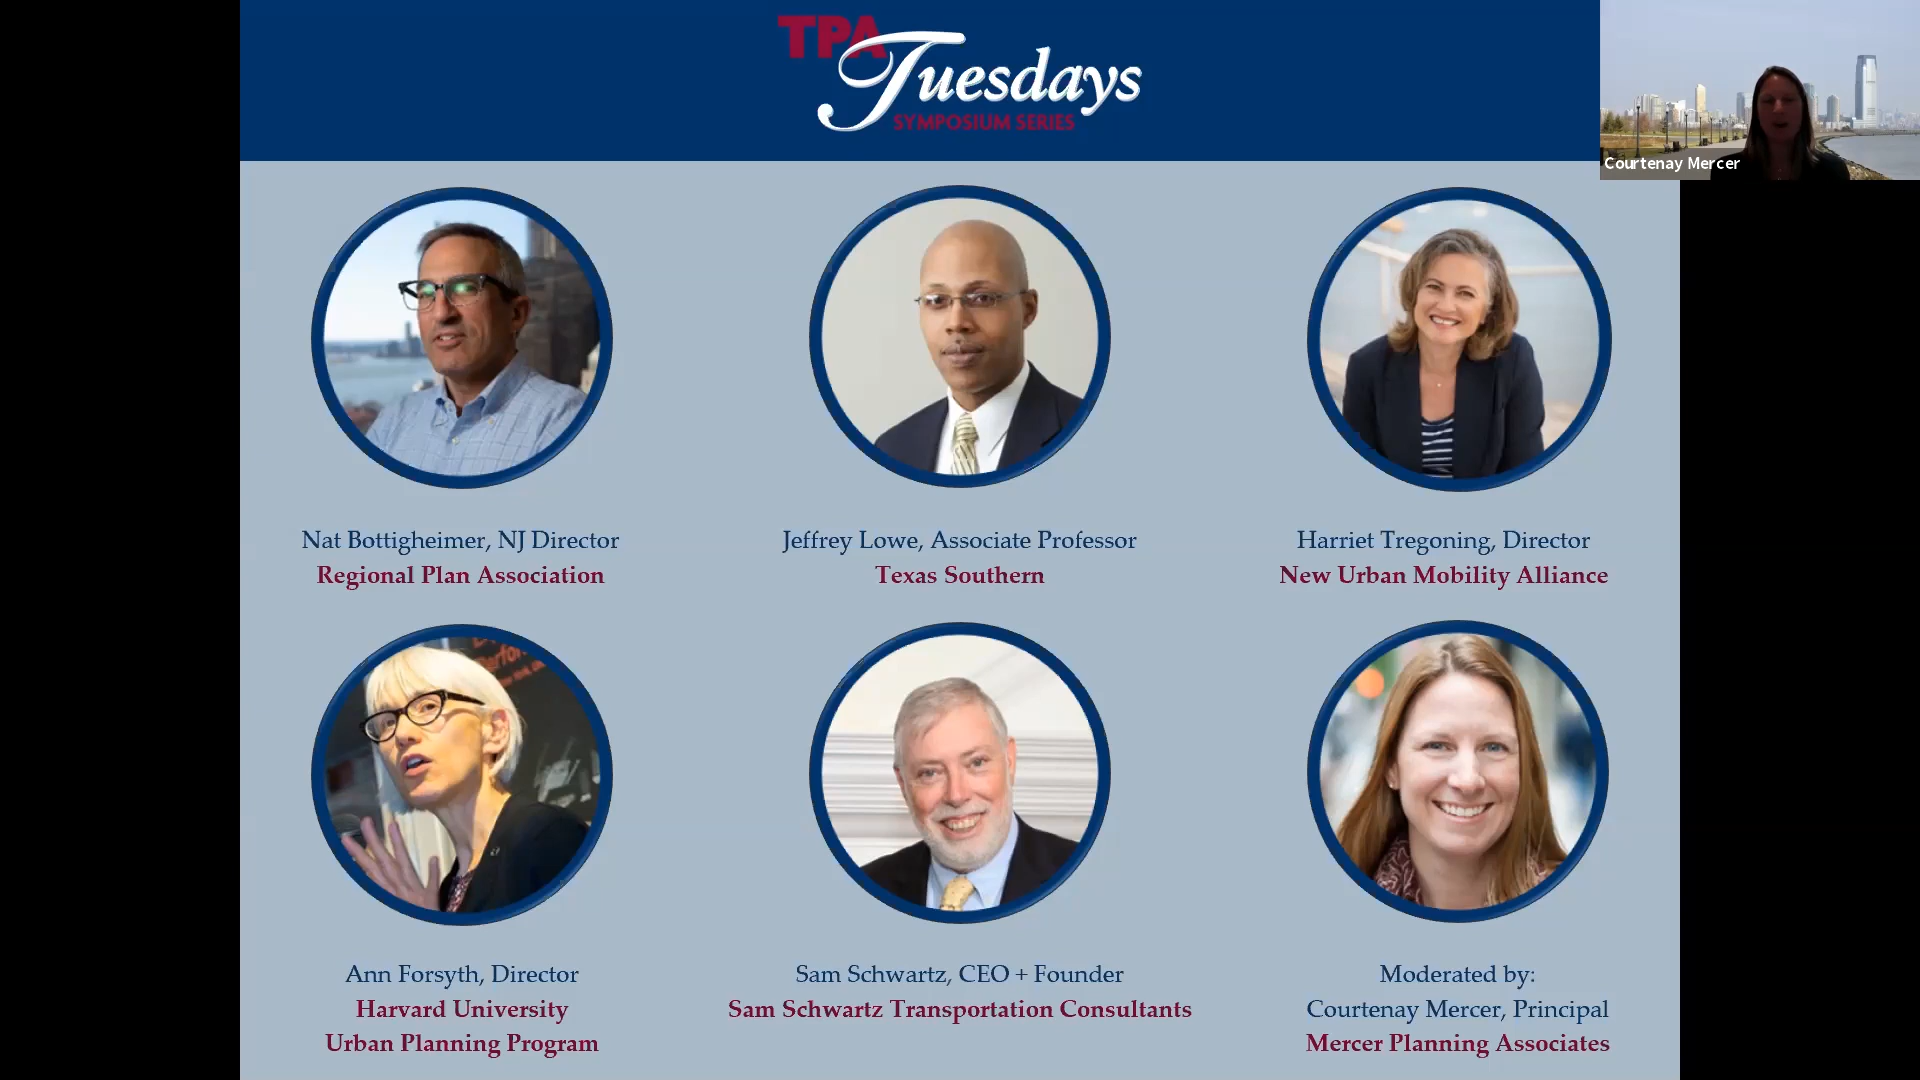 TPA
Tuesdays
SYMPOSIUM SERIES
Courtenay Mercer
Nat Bottigheimer, NJ Director
Regional Plan Association
Jeffrey Lowe, Associate Professor
Texas Southern
Harriet Tregoning, Director
New Urban Mobility Alliance
Ann Forsyth, Director
Harvard University
Urban Planning Program
Sam Schwartz, CEO + Founder
Sam Schwartz Transportation Consultants
Moderated by:
Courtenay Mercer, Principal
Mercer Planning Associates